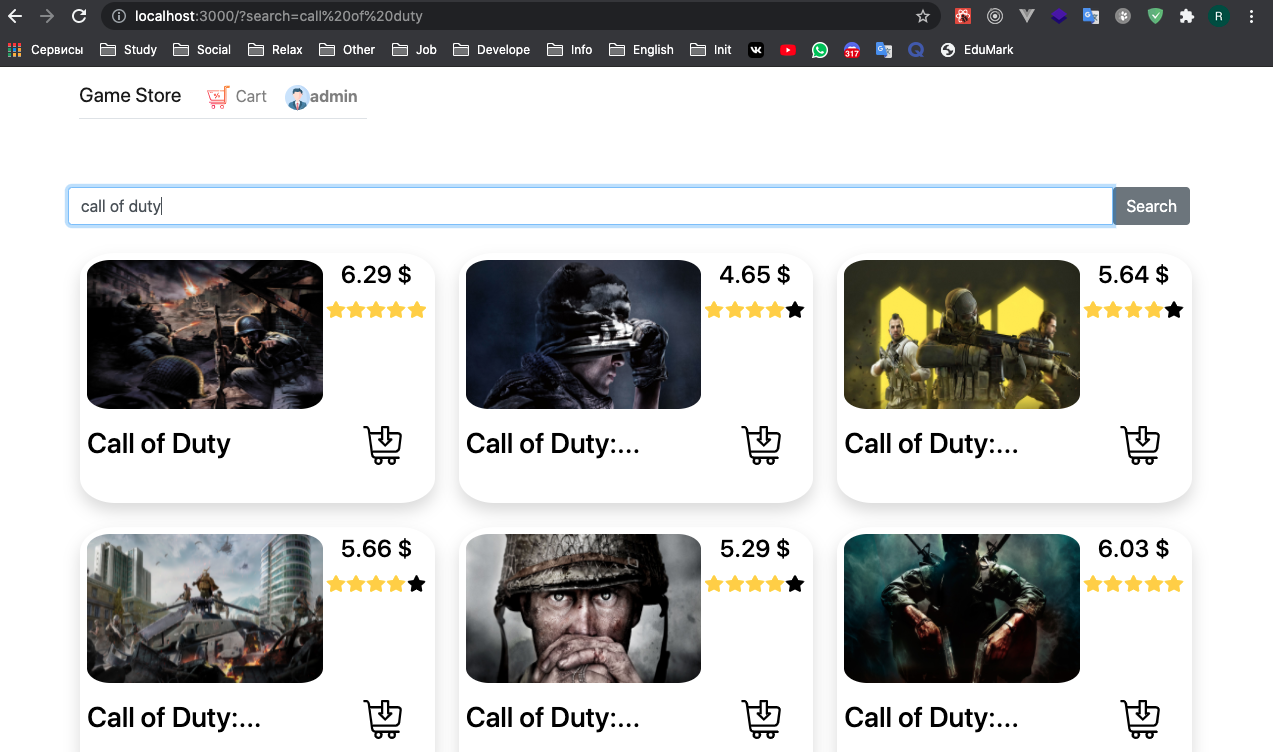 localhost:3000/?search=call%20of%20duty
R
Сервисы Study Social Relax Other Job Develope Info English Init 317 EduMark
Game Store Cart admin
call of duty Search
6.29 $ 4.65 $ 5.64 $
Call of Duty Call of Duty:... Call of Duty:...
5.66 $ 5.29 $ 6.03 $
Call of Duty:... Call of Duty:... Call of Duty:...